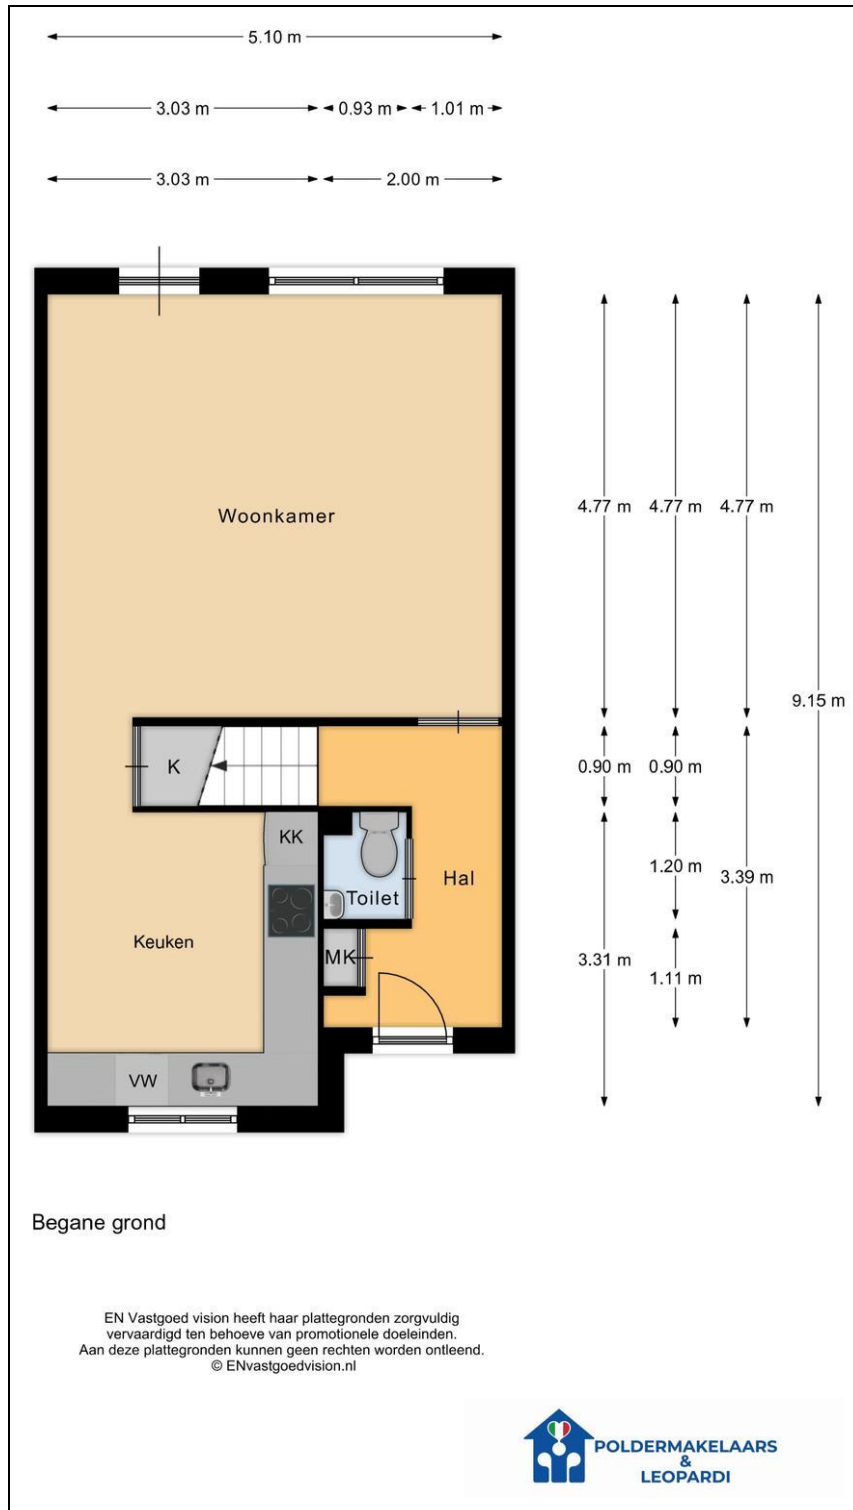 5.10 m
3.03 m
0.93 m
1.01 m
3.03 m
2.00 m
Woonkamer
4.77 m
4.77 m
4.77 m
9.15 m
K
0.90 m
0.90 m
KK
Toilet
Hal
1.20 m
3.39 m
Keuken
MK
3.31 m
1.11 m
VW
Begane grond
EN Vastgoed vision heeft haar plattegronden zorgvuldig
vervaardigd ten behoeve van promotionele doeleinden.
Aan deze plattegronden kunnen geen rechten worden ontleend.
© ENvastgoedvision.nl
POLDERMAKELAARS
&
LEOPARDI